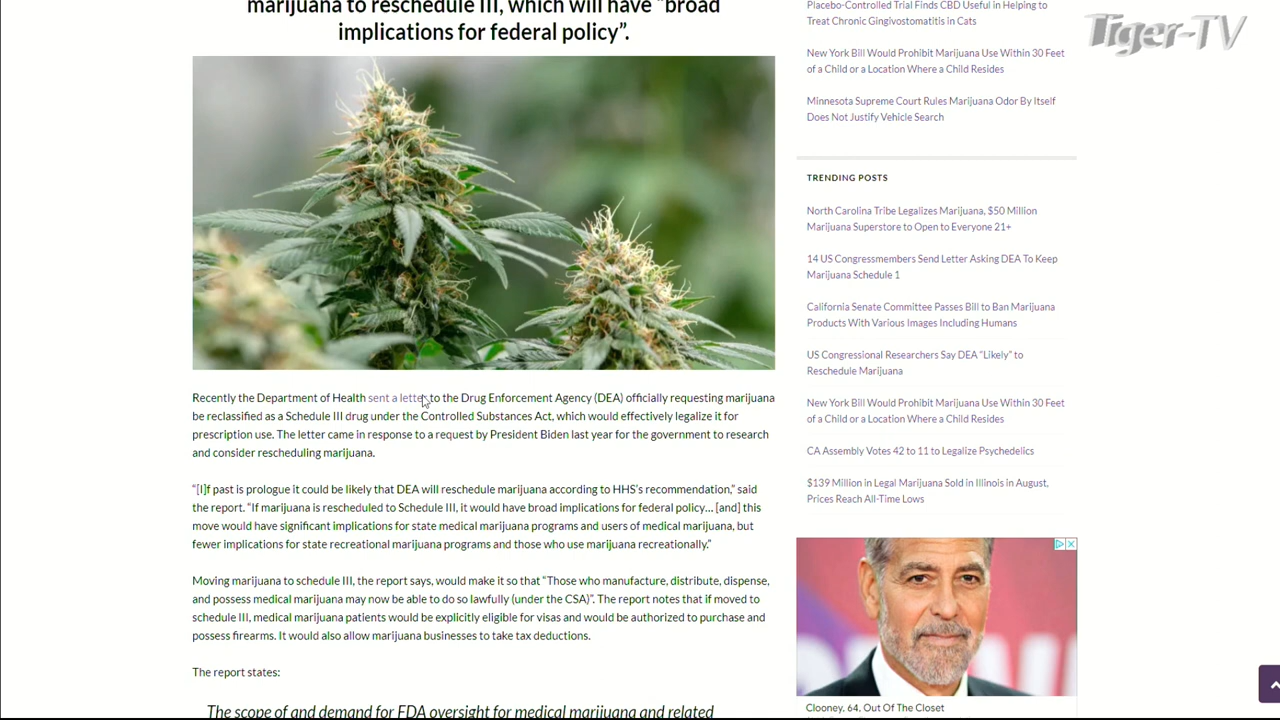 marijuana to reschedule III, which will have “broad
implications for federal policy”.
Recently the Department of Health sent a letter to the Drug Enforcement Agency (DEA) officially requesting marijuana
be reclassified as a Schedule III drug under the Controlled Substances Act, which would effectively legalize it for
prescription use. The letter came in response to a request by President Biden last year for the government to research
and consider rescheduling marijuana.
“[I]f past is prologue it could be likely that DEA will reschedule marijuana according to HHS’s recommendation,” said
the report. “If marijuana is rescheduled to Schedule III, it would have broad implications for federal policy… [and] this
move would have significant implications for state medical marijuana programs and users of medical marijuana, but
fewer implications for state recreational marijuana programs and those who use marijuana recreationally.”
Moving marijuana to schedule III, the report says, would make it so that “Those who manufacture, distribute, dispense,
and possess medical marijuana may now be able to do so lawfully (under the CSA)”. The report notes that if moved to
schedule III, medical marijuana patients would be explicitly eligible for visas and would be authorized to purchase and
possess firearms. It would also allow marijuana businesses to take tax deductions.
The report states:
The scope of and demand for FDA oversight for medical marijuana and related
Placebo-Controlled Trial Finds CBD Useful in Helping to
Treat Chronic Gingivostomatitis in Cats
New York Bill Would Prohibit Marijuana Use Within 30 Feet
of a Child or a Location Where a Child Resides
Minnesota Supreme Court Rules Marijuana Odor By Itself
Does Not Justify Vehicle Search
TRENDING POSTS
North Carolina Tribe Legalizes Marijuana, $50 Million
Marijuana Superstore to Open to Everyone 21+
14 US Congressmembers Send Letter Asking DEA To Keep
Marijuana Schedule 1
California Senate Committee Passes Bill to Ban Marijuana
Products With Various Images Including Humans
US Congressional Researchers Say DEA “Likely” to
Reschedule Marijuana
New York Bill Would Prohibit Marijuana Use Within 30 Feet
of a Child or a Location Where a Child Resides
CA Assembly Votes 42 to 11 to Legalize Psychedelics
$139 Million in Legal Marijuana Sold in Illinois in August,
Prices Reach All-Time Lows
Clooney, 64, Out Of The Closet
Tiger-TV